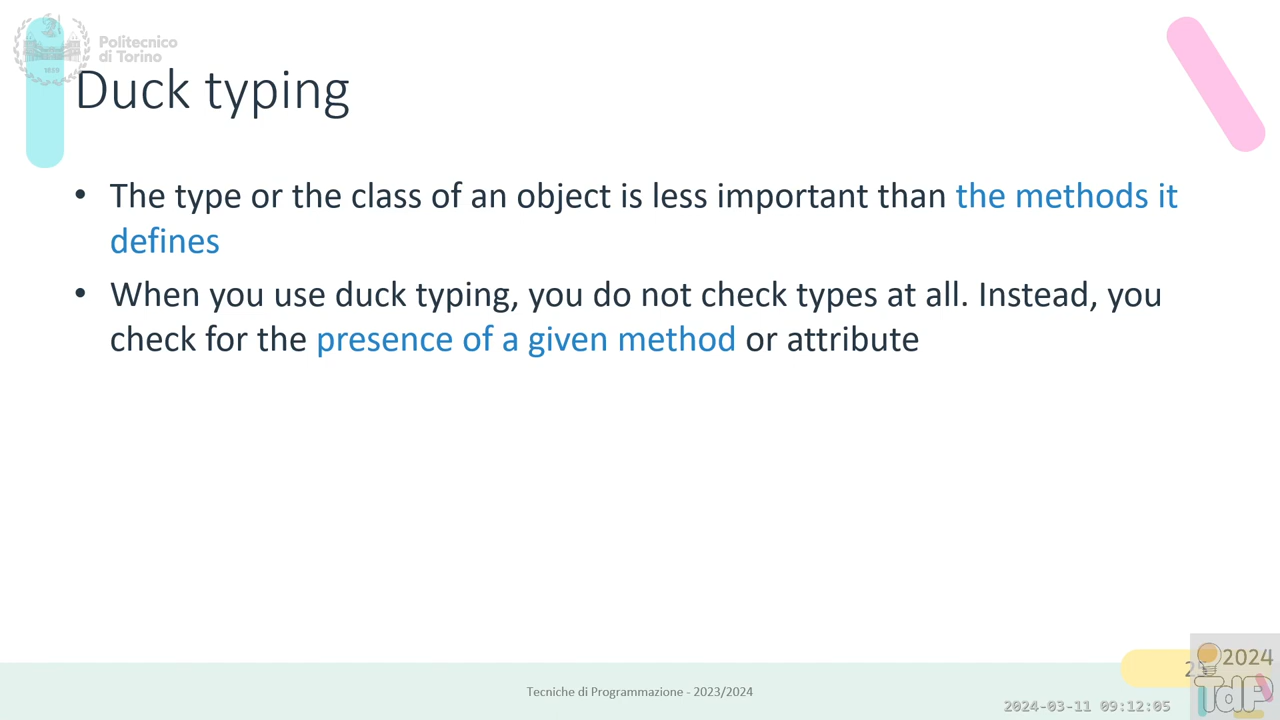 Politecnico
di Torino
1859
Duck typing
• The type or the class of an object is less important than the methods it
defines
• When you use duck typing, you do not check types at all. Instead, you
check for the presence of a given method or attribute
Tecniche di Programmazione - 2023/2024
2024
TdP
2024-03-11 09:12:05